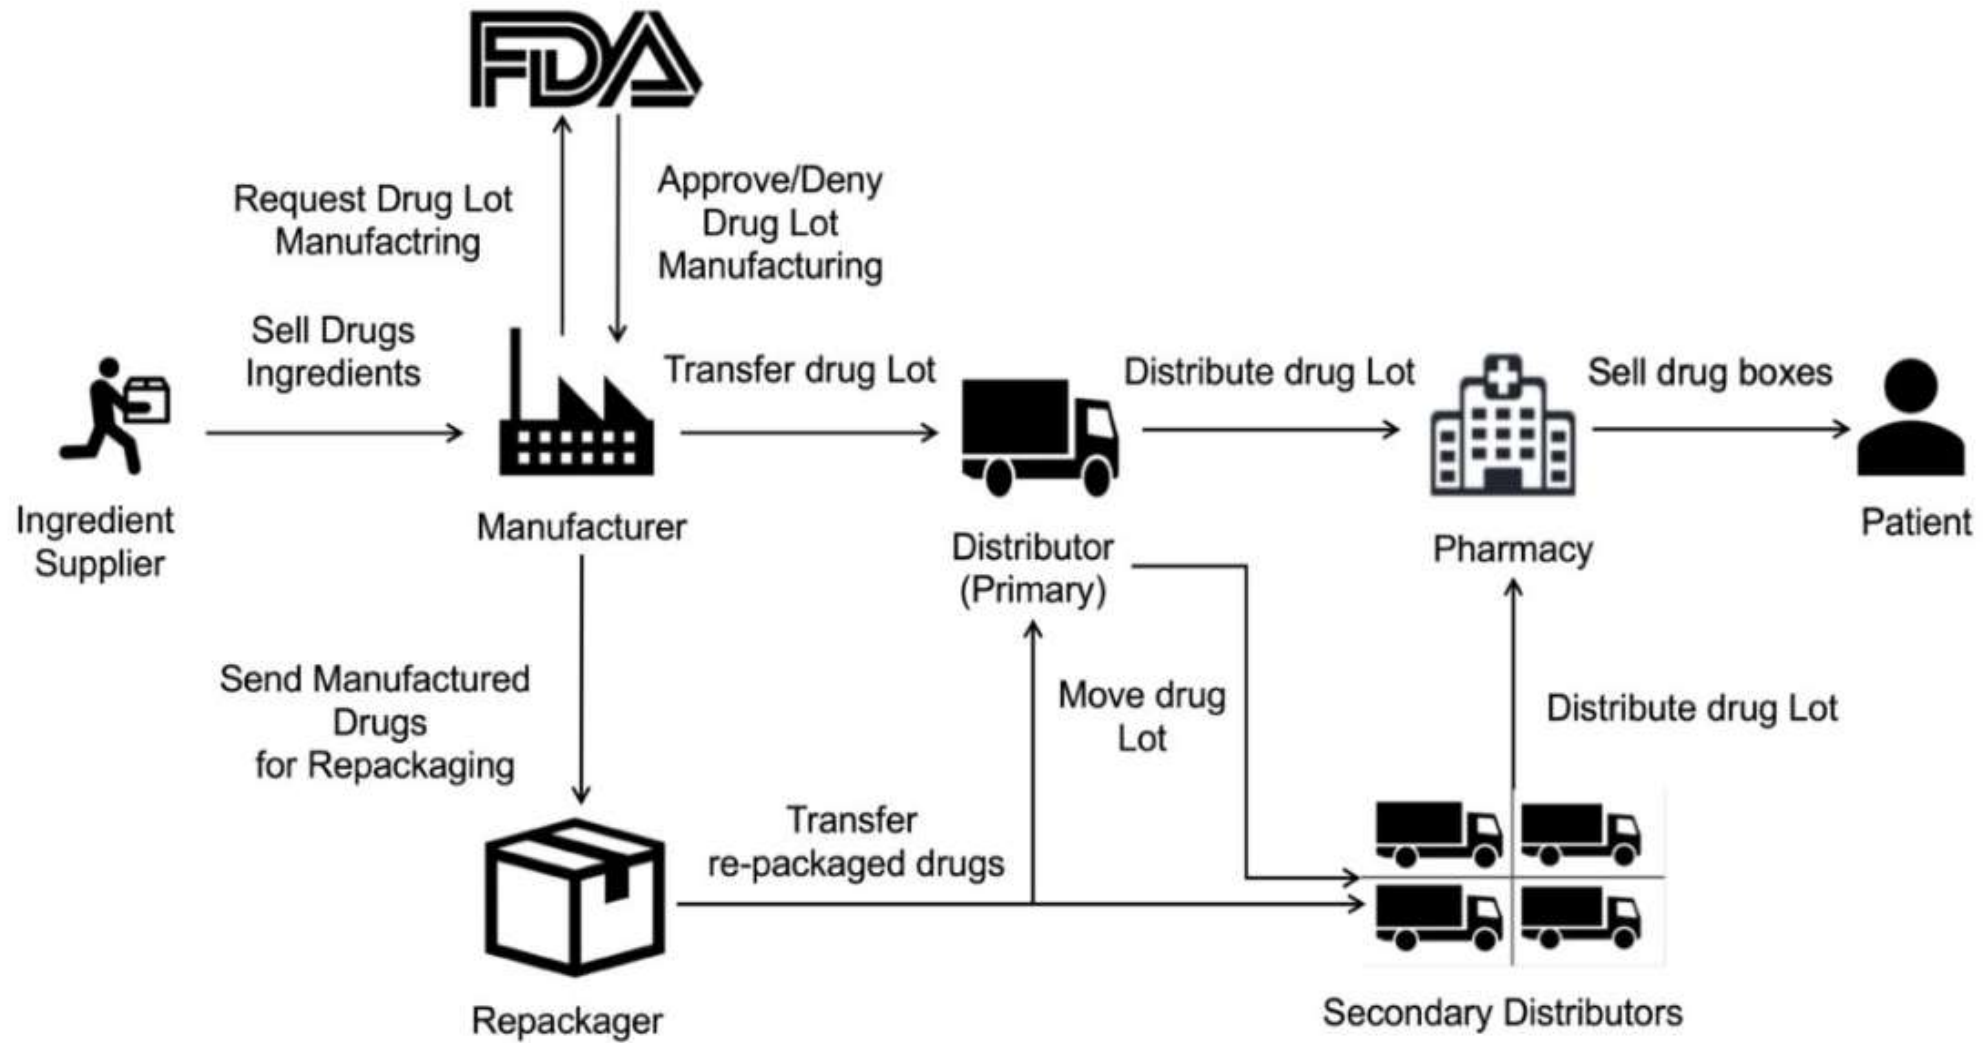 FDA
Request Drug Lot
Manufactring
Approve/Deny
Drug Lot
Manufacturing
Sell Drugs
Ingredients
Transfer drug Lot
Distribute drug Lot
Sell drug boxes
Ingredient
Supplier
Manufacturer
Distributor
(Primary)
Pharmacy
Patient
Send Manufactured
Drugs
for Repackaging
Move drug
Lot
Distribute drug Lot
Transfer
re-packaged drugs
Repackager
Secondary Distributors